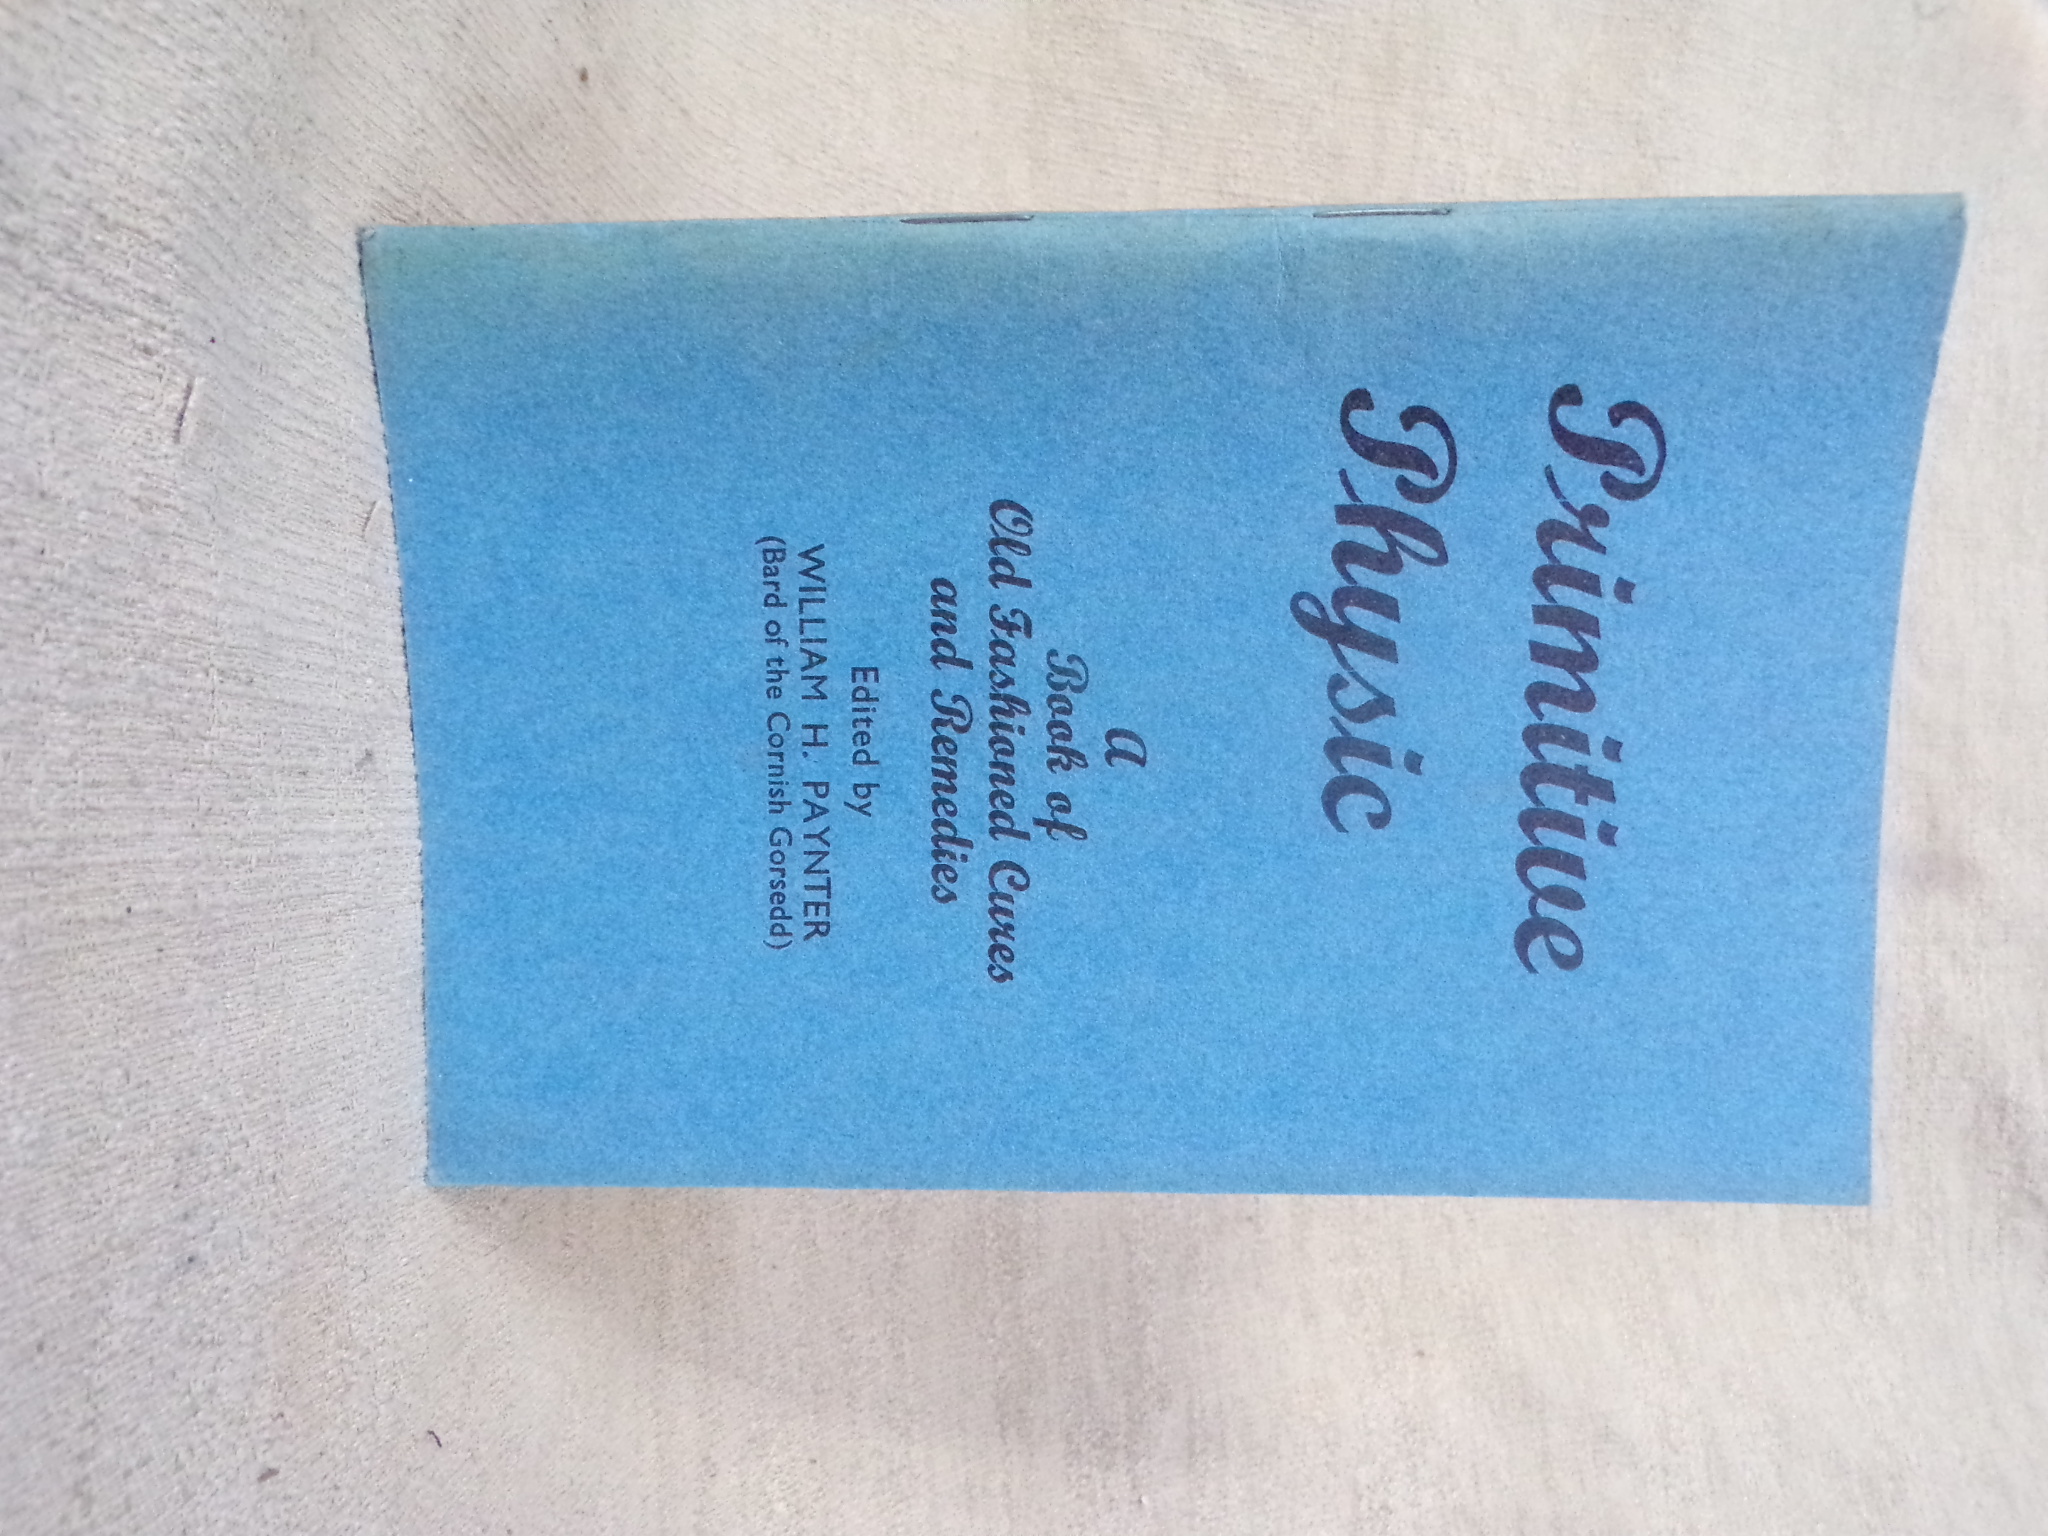 Primitive
Physic
A
Book of
Old Fashioned Cures
and Remedies
Edited by
WILLIAM H. PAYNTER
(Bard of the Cornish Gorsedd)